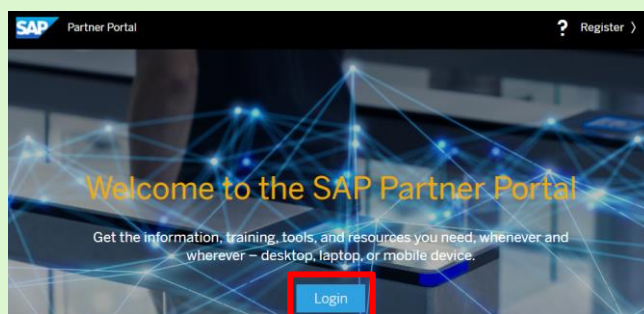 SAP Partner Portal ? Register >
Welcome to the SAP Partner Portal
Get the information, training, tools, and resources you need, whenever and
wherever – desktop, laptop, or mobile device.
Login